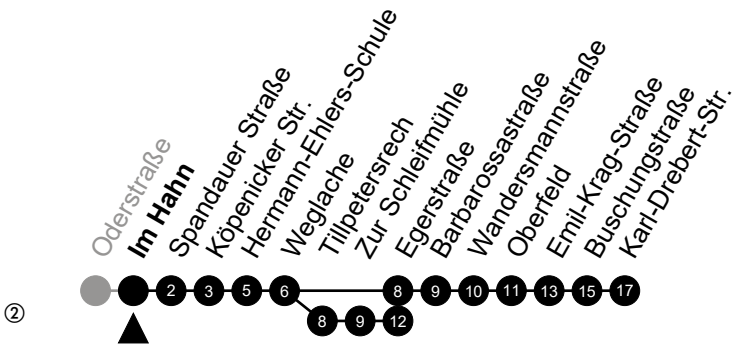 Oderstraße
Im Hahn
Spandauer Straße
Köpenicker Str.
Hermann-Ehlers-Schule
Weglache
Tillpetersrech
Zur Schleifmühle
Egerstraße
Barbarossastraße
Wandersmannstraße
Oberfeld
Emil-Krag-Straße
Buschungstraße
Karl-Drebert-Str.
2 3 5 6 8 9 10 11 13 15 17
② 8 9 12